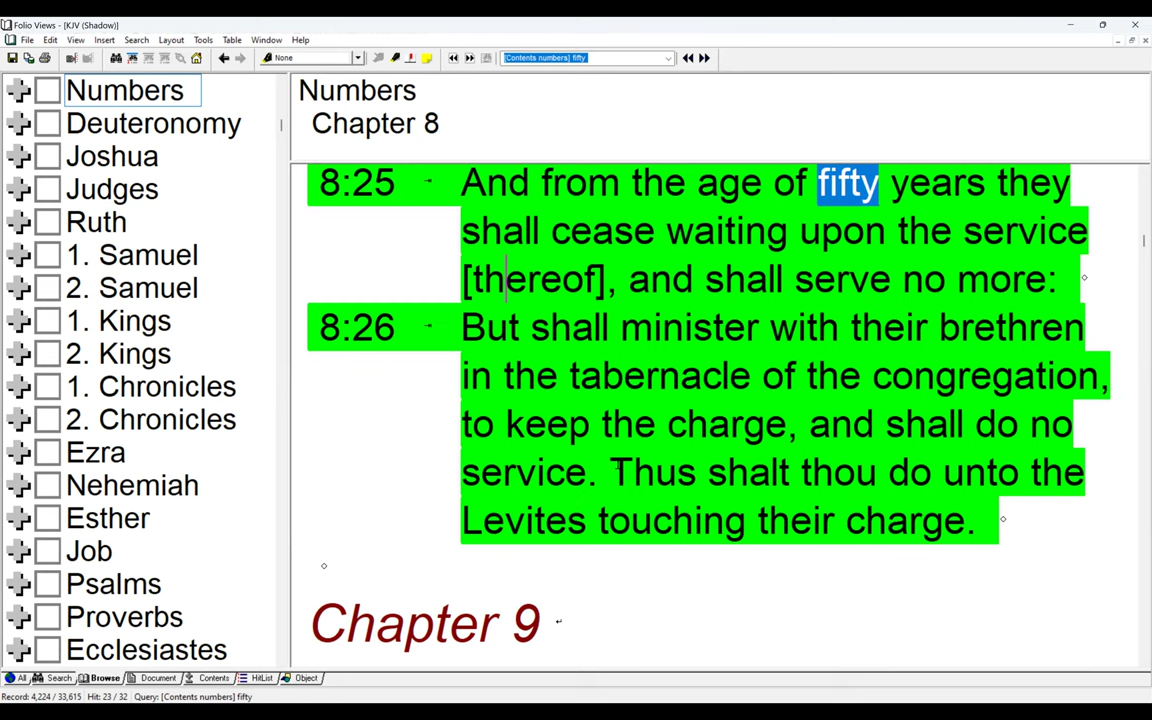 Folio Views - [KJV (Shadow)]
File Edit View Insert Search Layout Tools Table Window Help
None None [Contents numbers] fifty
Numbers
Deuteronomy
Joshua
Judges
Ruth
1. Samuel
2. Samuel
1. Kings
2. Kings
1. Chronicles
2. Chronicles
Ezra
Nehemiah
Esther
Job
Psalms
Proverbs
Ecclesiastes
Numbers
Chapter 8
8:25 And from the age of fifty years they
shall cease waiting upon the service
[thereof], and shall serve no more:
8:26 But shall minister with their brethren
in the tabernacle of the congregation,
to keep the charge, and shall do no
service. Thus shalt thou do unto the
Levites touching their charge.
Chapter 9
All Search Browse Document Contents HitList Object
Record: 4,224 / 33,615 Hit: 23 / 32 Query: [Contents numbers] fifty